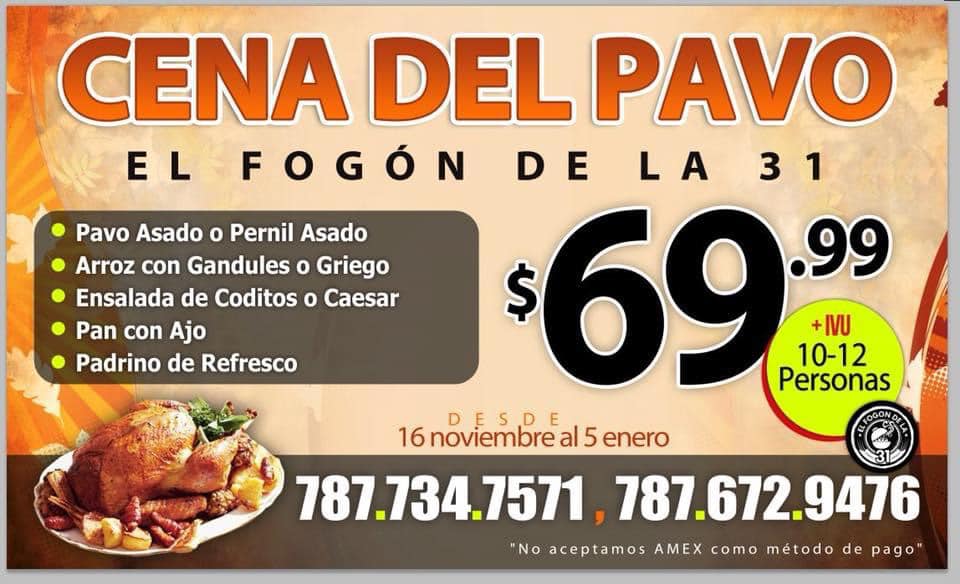 CENA DEL PAVO
EL FOGÓN DE LA 31
Pavo Asado o Pernil Asado
Arroz con Gandules o Griego
Ensalada de Coditos o Caesar
Pan con Ajo
Padrino de Refresco
$69.99
+ IVU
10-12
Personas
DESDE
16 noviembre al 5 enero
EL FOGON DE LA
31
787.734.7571 , 787.672.9476
"No aceptamos AMEX como método de pago"